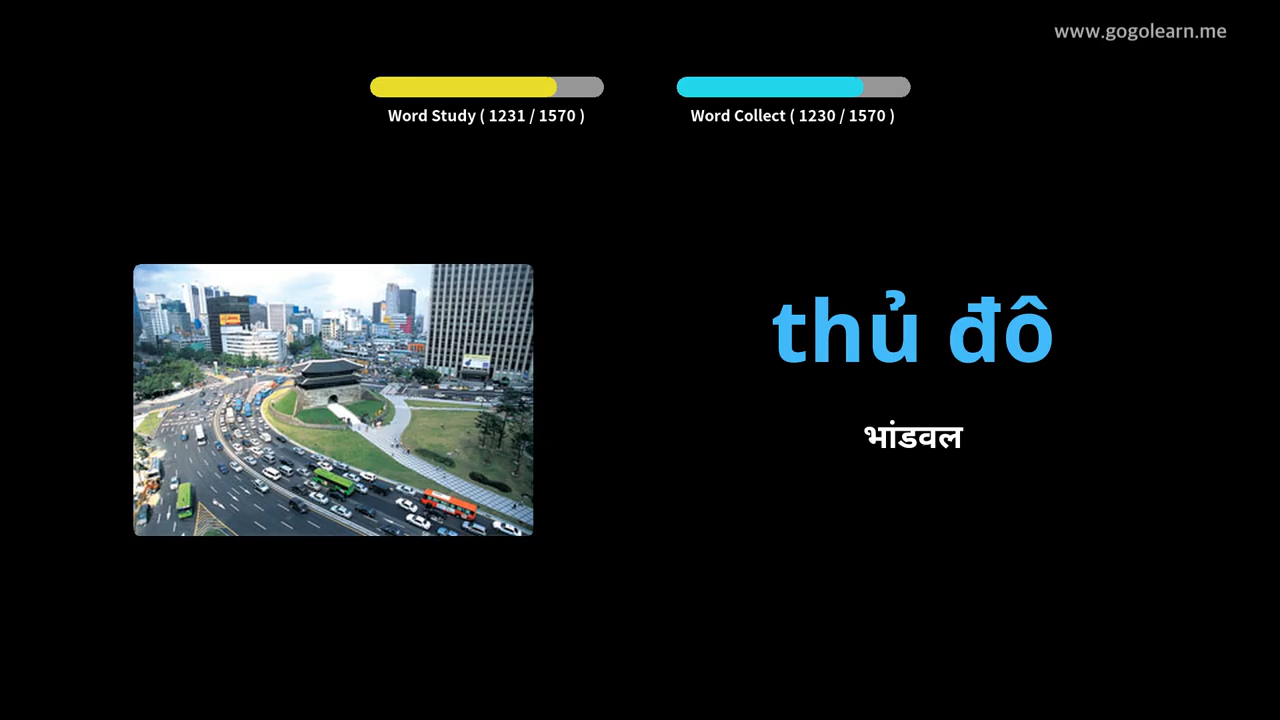 www.gogolearn.me
Word Study ( 1231 / 1570 )
Word Collect ( 1230 / 1570 )
thủ đô
भांडवल